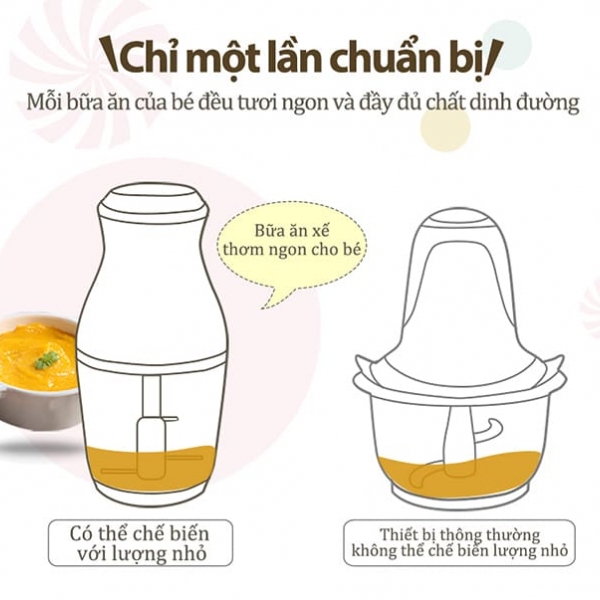 Chỉ một lần chuẩn bị
Mỗi bữa ăn của bé đều tươi ngon và đầy đủ chất dinh đường
Bữa ăn xế
thơm ngon cho bé
Có thể chế biến
với lượng nhỏ
Thiết bị thông thường
không thể chế biến lượng nhỏ